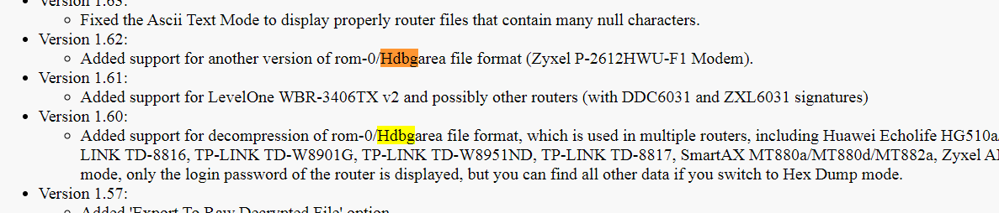 Version 1.63:
Fixed the Ascii Text Mode to display properly router files that contain many null characters.
Version 1.62:
Added support for another version of rom-0/Hdbgarea file format (Zyxel P-2612HWU-F1 Modem).
Version 1.61:
Added support for LevelOne WBR-3406TX v2 and possibly other routers (with DDC6031 and ZXL6031 signatures)
Version 1.60:
Added support for decompression of rom-0/Hdbgarea file format, which is used in multiple routers, including Huawei Echolife HG510a
LINK TD-8816, TP-LINK TD-W8901G, TP-LINK TD-W8951ND, TP-LINK TD-8817, SmartAX MT880a/MT880d/MT882a, Zyxel
mode, only the login password of the router is displayed, but you can find all other data if you switch to Hex Dump mode.
Version 1.57:
Added 'Export To Raw Decrypted File' option